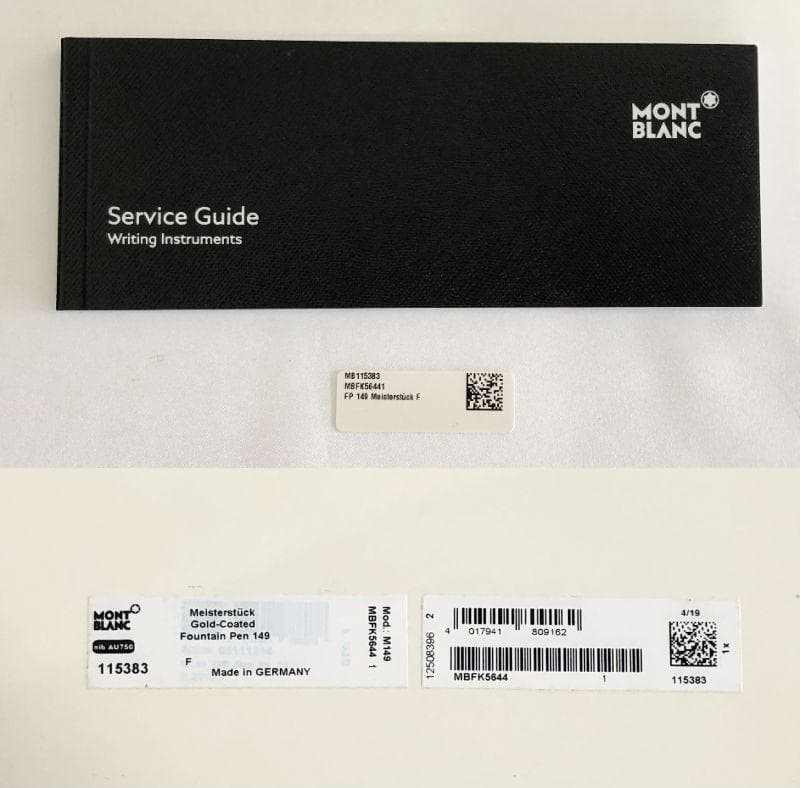 MONT
BLANC
Service Guide
Writing Instruments
MB115383
MBFK56441
FP 149 Meisterstück F
MONT
BLANC
nib AU750
115383
Meisterstück
Gold-Coated
Fountain Pen 149
F
Made in GERMANY
Mod.: M149
MBFK5644 1
12508396 2
4 017941 809162
MBFK5644 1
4/19
1x
115383